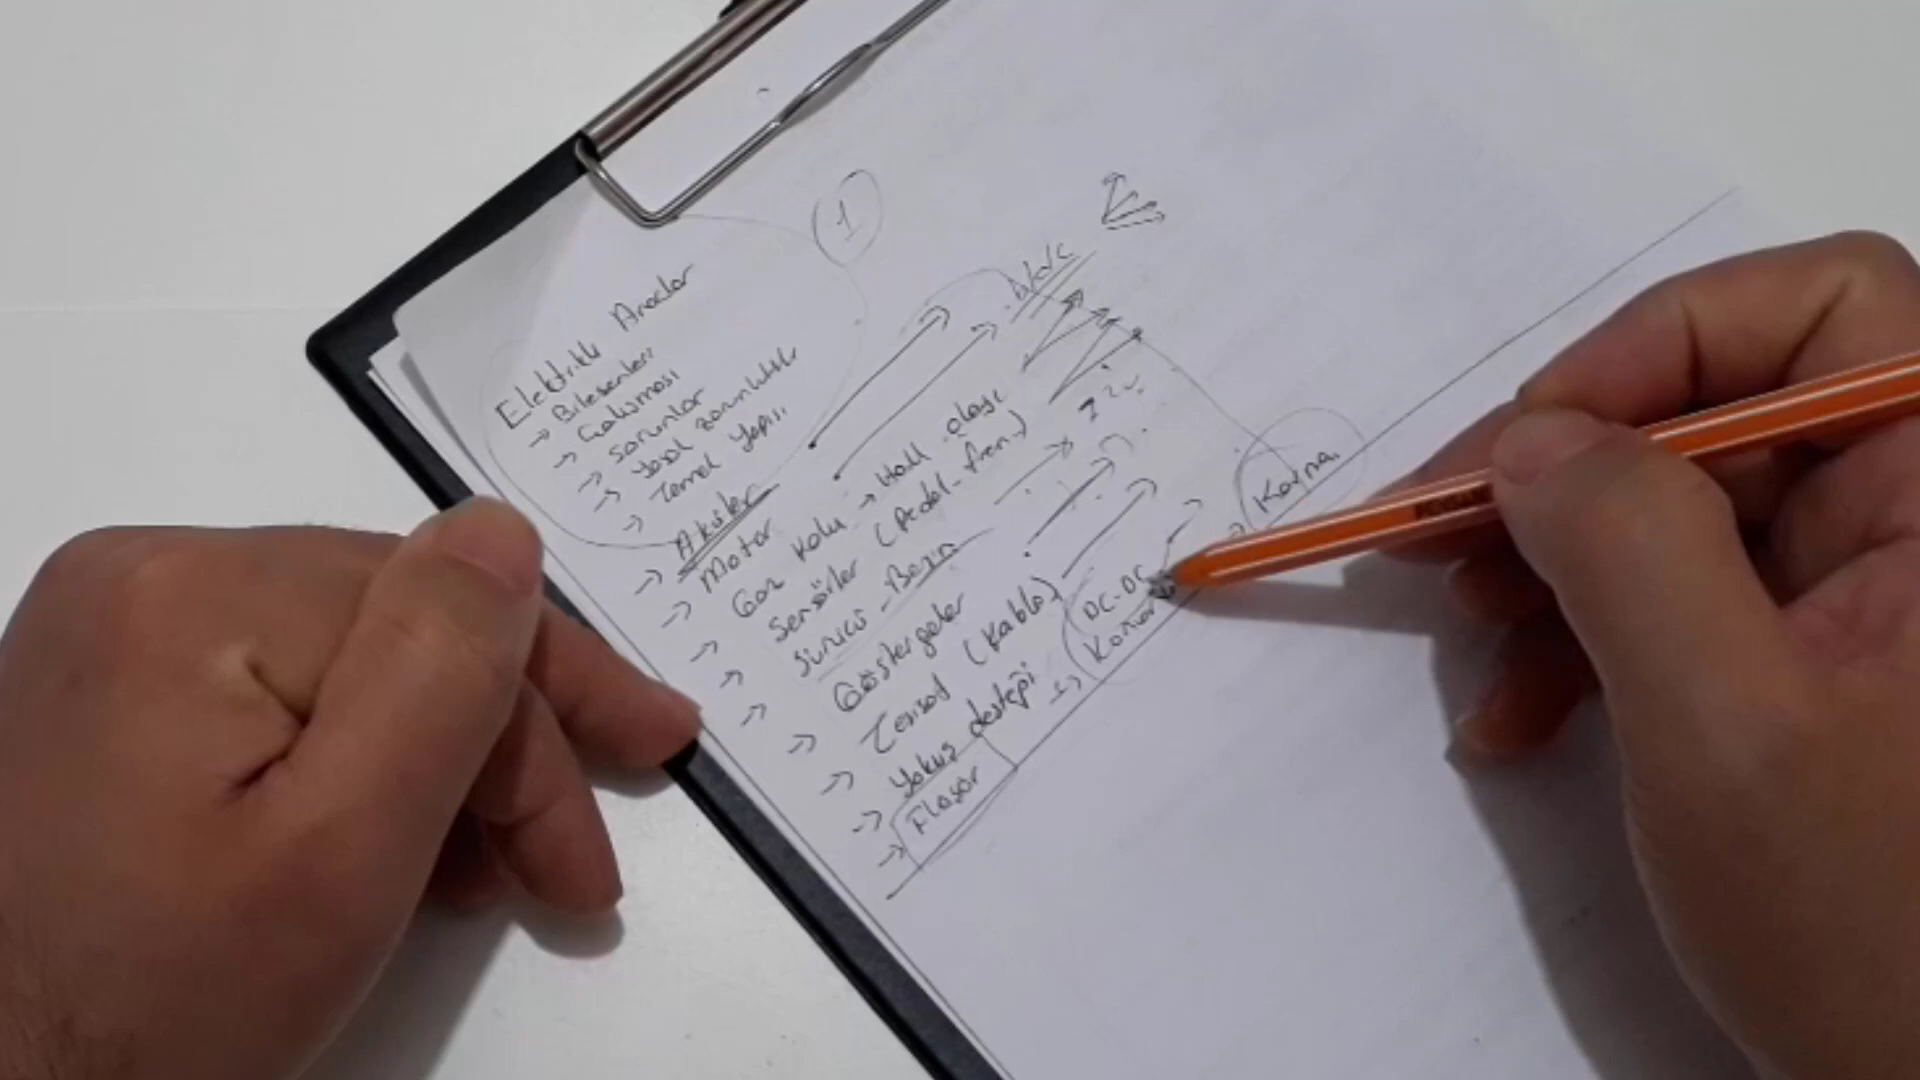 1
Elektrikli Araçlar
→ Bileşenleri
→ Çalışması
→ Sorunlar
→ Yasal zorunluluk
→ Temel yapısı
→ Aküler
→ Motor
→ Gaz kolu → Hall olayı
→ Sensörler (Pedal-fren)
→ Sürücü - Beyin
→ Göstergeler
→ Tesisat (Kablo)
→ Yokuş desteği
→ Flaşör
→ DC-DC
→ Korna